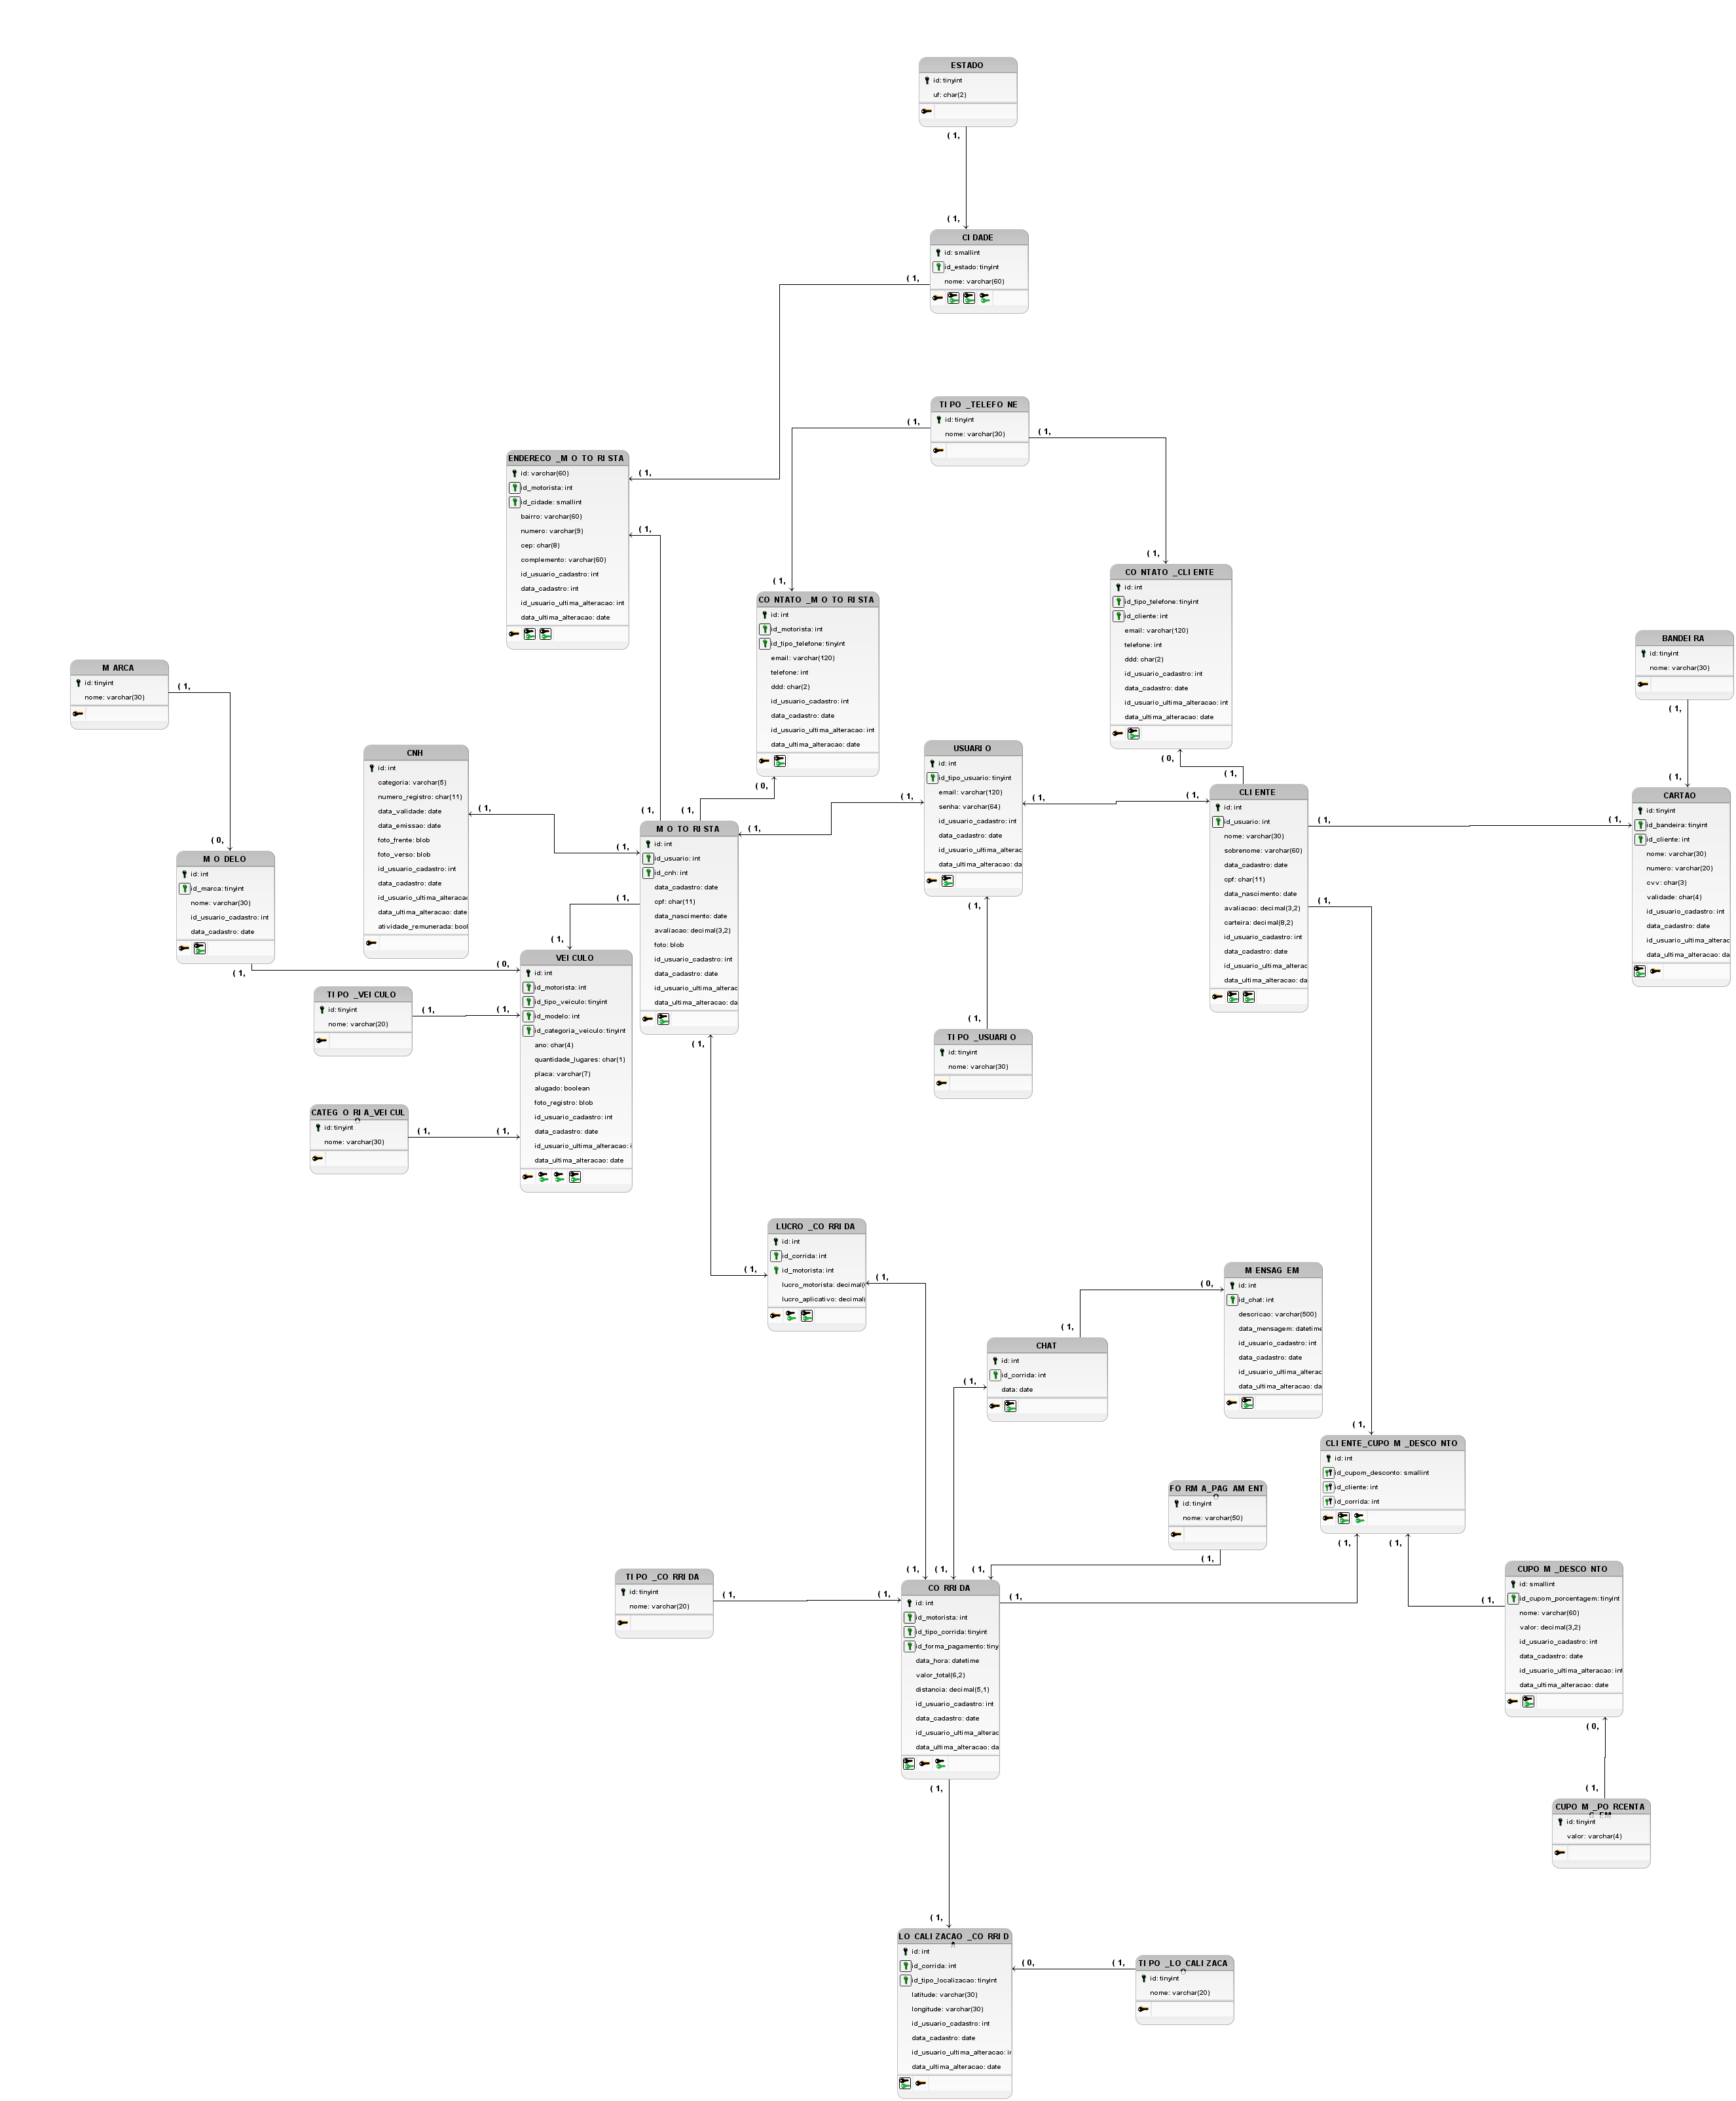 ESTADO
id: tinyint
uf: char(2)
( 1,
( 1,
CIDADE
id: smallint
id_estado: tinyint
nome: varchar(60)
( 1,
TIPO_TELEFONE
id: tinyint
nome: varchar(30)
( 1,
( 1,
ENDERECO_MOTORISTA
id: varchar(60)
id_motorista: int
id_cidade: smallint
bairro: varchar(60)
numero: varchar(9)
cep: char(8)
complemento: varchar(60)
id_usuario_cadastro: int
data_cadastro: int
id_usuario_ultima_alteracao: int
data_ultima_alteracao: date
( 1,
( 1,
CONTATO_MOTORISTA
id: int
id_motorista: int
id_tipo_telefone: tinyint
email: varchar(120)
telefone: int
ddd: char(2)
id_usuario_cadastro: int
data_cadastro: date
id_usuario_ultima_alteracao: int
data_ultima_alteracao: date
( 1,
( 0,
CONTATO_CLIENTE
id: int
id_tipo_telefone: tinyint
id_cliente: int
email: varchar(120)
telefone: int
ddd: char(2)
id_usuario_cadastro: int
data_cadastro: date
id_usuario_ultima_alteracao: int
data_ultima_alteracao: date
( 1,
( 0,
BANDEIRA
id: tinyint
nome: varchar(30)
( 1,
( 1,
MARCA
id: tinyint
nome: varchar(30)
( 1,
( 0,
CNH
id: int
categoria: varchar(5)
numero_registro: char(11)
data_validade: date
data_emissao: date
foto_frente: blob
foto_verso: blob
id_usuario_cadastro: int
data_cadastro: date
id_usuario_ultima_alteraca
data_ultima_alteracao: date
atividade_remunerada: bool
( 1,
( 1,
USUARIO
id: int
id_tipo_usuario: tinyint
email: varchar(120)
senha: varchar(64)
id_usuario_cadastro: int
data_cadastro: date
id_usuario_ultima_alterac
data_ultima_alteracao: da
( 1,
( 1,
( 1,
CLIENTE
id: int
id_usuario: int
nome: varchar(30)
sobrenome: varchar(60)
data_cadastro: date
cpf: char(11)
data_nascimento: date
avaliacao: decimal(3,2)
carteira: decimal(8,2)
id_usuario_cadastro: int
data_cadastro: date
id_usuario_ultima_alterac
data_ultima_alteracao: da
( 1,
( 1,
( 1,
( 1,
CARTAO
id: tinyint
id_bandeira: tinyint
id_cliente: int
nome: varchar(30)
numero: varchar(20)
cvv: char(3)
validade: char(4)
id_usuario_cadastro: int
data_cadastro: date
id_usuario_ultima_alterac
data_ultima_alteracao: da
( 1,
MOTORISTA
id: int
id_usuario: int
id_cnh: int
data_cadastro: date
cpf: char(11)
data_nascimento: date
avaliacao: decimal(3,2)
foto: blob
id_usuario_cadastro: int
data_cadastro: date
id_usuario_ultima_alterac
data_ultima_alteracao: da
( 1,
( 1,
( 1,
( 1,
( 1,
MODELO
id: int
id_marca: tinyint
nome: varchar(30)
id_usuario_cadastro: int
data_cadastro: date
( 1,
( 0,
VEICULO
id: int
id_motorista: int
id_tipo_veiculo: tinyint
id_modelo: int
id_categoria_veiculo: tinyint
ano: char(4)
quantidade_lugares: char(1)
placa: varchar(7)
alugado: boolean
foto_registro: blob
id_usuario_cadastro: int
data_cadastro: date
id_usuario_ultima_alteracao: i
data_ultima_alteracao: date
( 1,
TIPO_VEICULO
id: tinyint
nome: varchar(20)
( 1,
( 1,
TIPO_USUARIO
id: tinyint
nome: varchar(30)
( 1,
CATEGORIA_VEICUL
O
id: tinyint
nome: varchar(30)
( 1,
( 1,
LUCRO_CORRIDA
id: int
id_corrida: int
id_motorista: int
lucro_motorista: decimal(
lucro_aplicativo: decimal(
( 1,
( 1,
MENSAGEM
id: int
id_chat: int
descricao: varchar(500)
data_mensagem: datetime
id_usuario_cadastro: int
data_cadastro: date
id_usuario_ultima_alterac
data_ultima_alteracao: da
( 0,
CHAT
id: int
id_corrida: int
data: date
( 1,
( 1,
CLIENTE_CUPOM_DESCONTO
id: int
id_cupom_desconto: smallint
id_cliente: int
id_corrida: int
( 1,
( 1,
( 1,
FORMA_PAGAMENT
O
id: tinyint
nome: varchar(50)
( 1,
TIPO_CORRIDA
id: tinyint
nome: varchar(20)
( 1,
( 1,
CORRIDA
id: int
id_motorista: int
id_tipo_corrida: tinyint
id_forma_pagamento: tiny
data_hora: datetime
valor_total(6,2)
distancia: decimal(5,1)
id_usuario_cadastro: int
data_cadastro: date
id_usuario_ultima_alterac
data_ultima_alteracao: da
( 1,
( 1,
( 1,
( 1,
( 1,
CUPOM_DESCONTO
id: smallint
id_cupom_porcentagem: tinyint
nome: varchar(60)
valor: decimal(3,2)
id_usuario_cadastro: int
data_cadastro: date
id_usuario_ultima_alteracao: int
data_ultima_alteracao: date
( 1,
( 0,
( 1,
CUPOM_PORCENTA
GEM
id: tinyint
valor: varchar(4)
LOCALIZACAO_CORRID
A
id: int
id_corrida: int
id_tipo_localizacao: tinyint
latitude: varchar(30)
longitude: varchar(30)
id_usuario_cadastro: int
data_cadastro: date
id_usuario_ultima_alteracao: in
data_ultima_alteracao: date
( 1,
( 0,
( 1,
TIPO_LOCALIZACA
O
id: tinyint
nome: varchar(20)